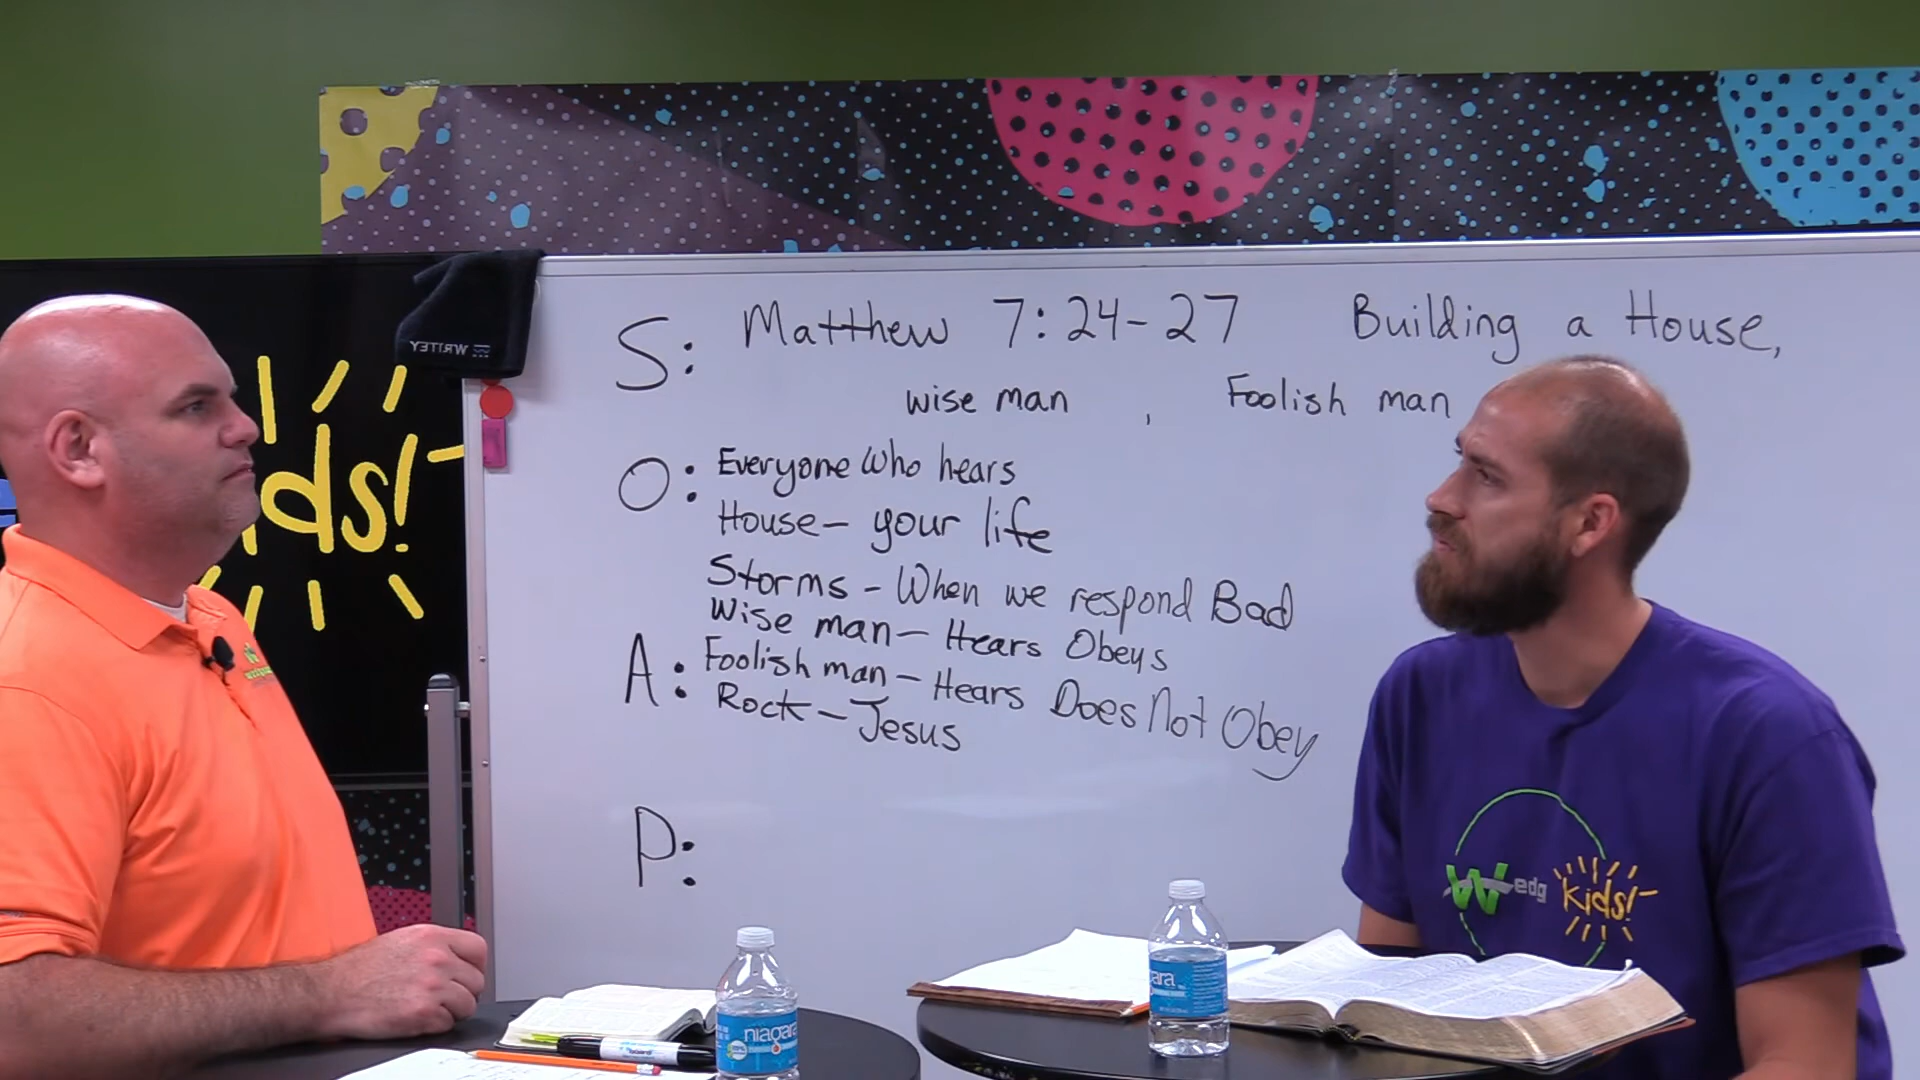 S: Matthew 7:24-27 Building a House,
wise man , Foolish man
O: Everyone Who hears
House- your life
Storms - When we respond Bad
Wise man- Hears Obeys
A: Foolish man - Hears Does Not Obey
Rock - Jesus
P:
WRITEY
ds!
W edg Kids!
niagara